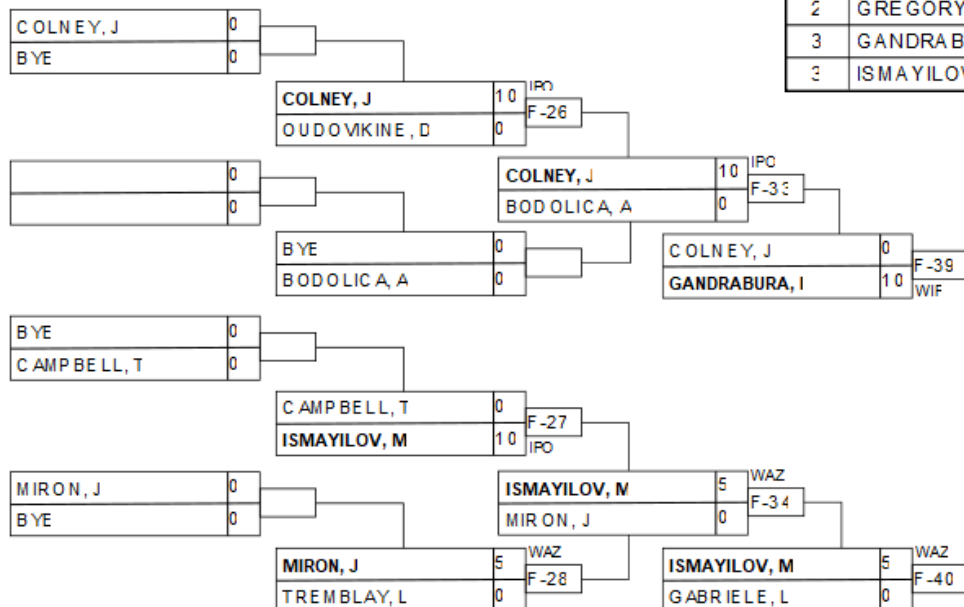 2 GREGORY
3 GANDRAB
3 ISMAYILOV
COLNEY, J 0
BYE 0
COLNEY, J 10 IPO
F-26
OUDOVIKINE, D 0
0
0
COLNEY, J 10 IPO
F-33
BODOLICA, A 0
BYE 0
BODOLICA, A 0
COLNEY, J 0
F-39
GANDRABURA, I 10 WIF
BYE 0
CAMPBELL, T 0
CAMPBELL, T 0
F-27
ISMAYILOV, M 10 IPO
MIRON, J 0
BYE 0
ISMAYILOV, M 5 WAZ
F-34
MIRON, J 0
MIRON, J 5 WAZ
F-28
TREMBLAY, L 0
ISMAYILOV, M 5 WAZ
F-40
GABRIELE, L 0